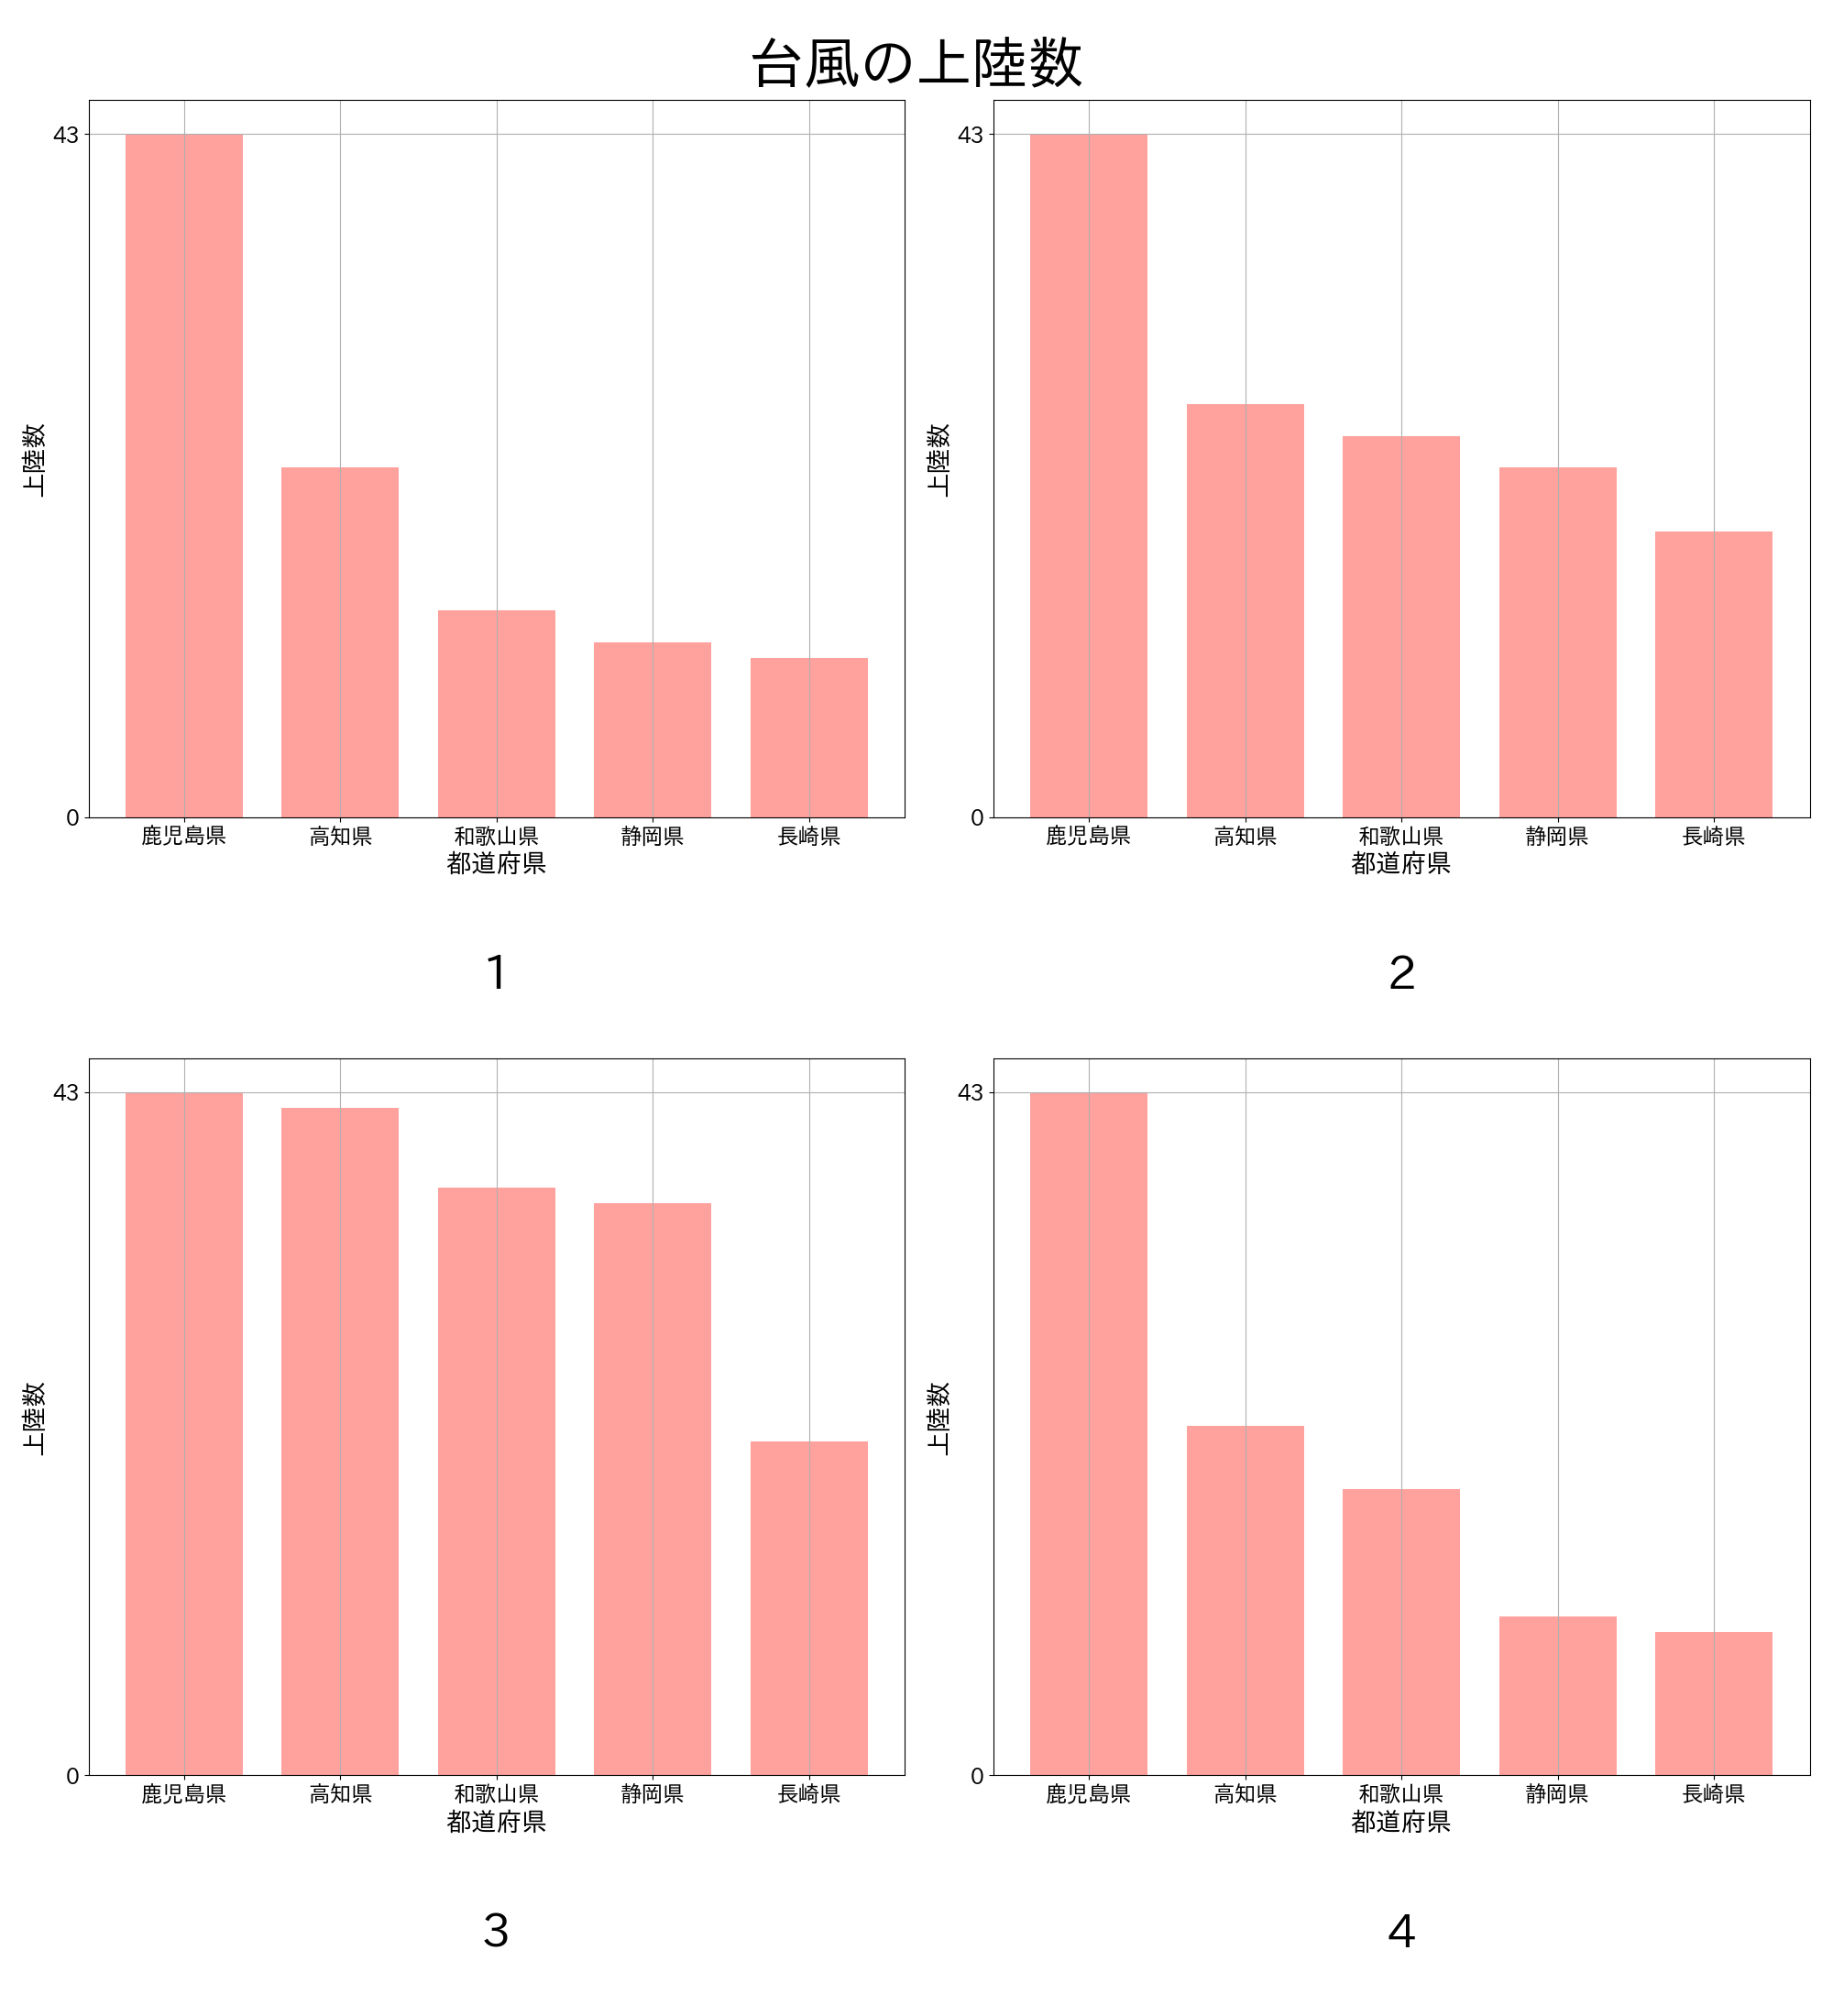 台風の上陸数
43
0
上陸数
鹿児島県 高知県 和歌山県 静岡県 長崎県
都道府県
1
43
0
上陸数
鹿児島県 高知県 和歌山県 静岡県 長崎県
都道府県
2
43
0
上陸数
鹿児島県 高知県 和歌山県 静岡県 長崎県
都道府県
3
43
0
上陸数
鹿児島県 高知県 和歌山県 静岡県 長崎県
都道府県
4